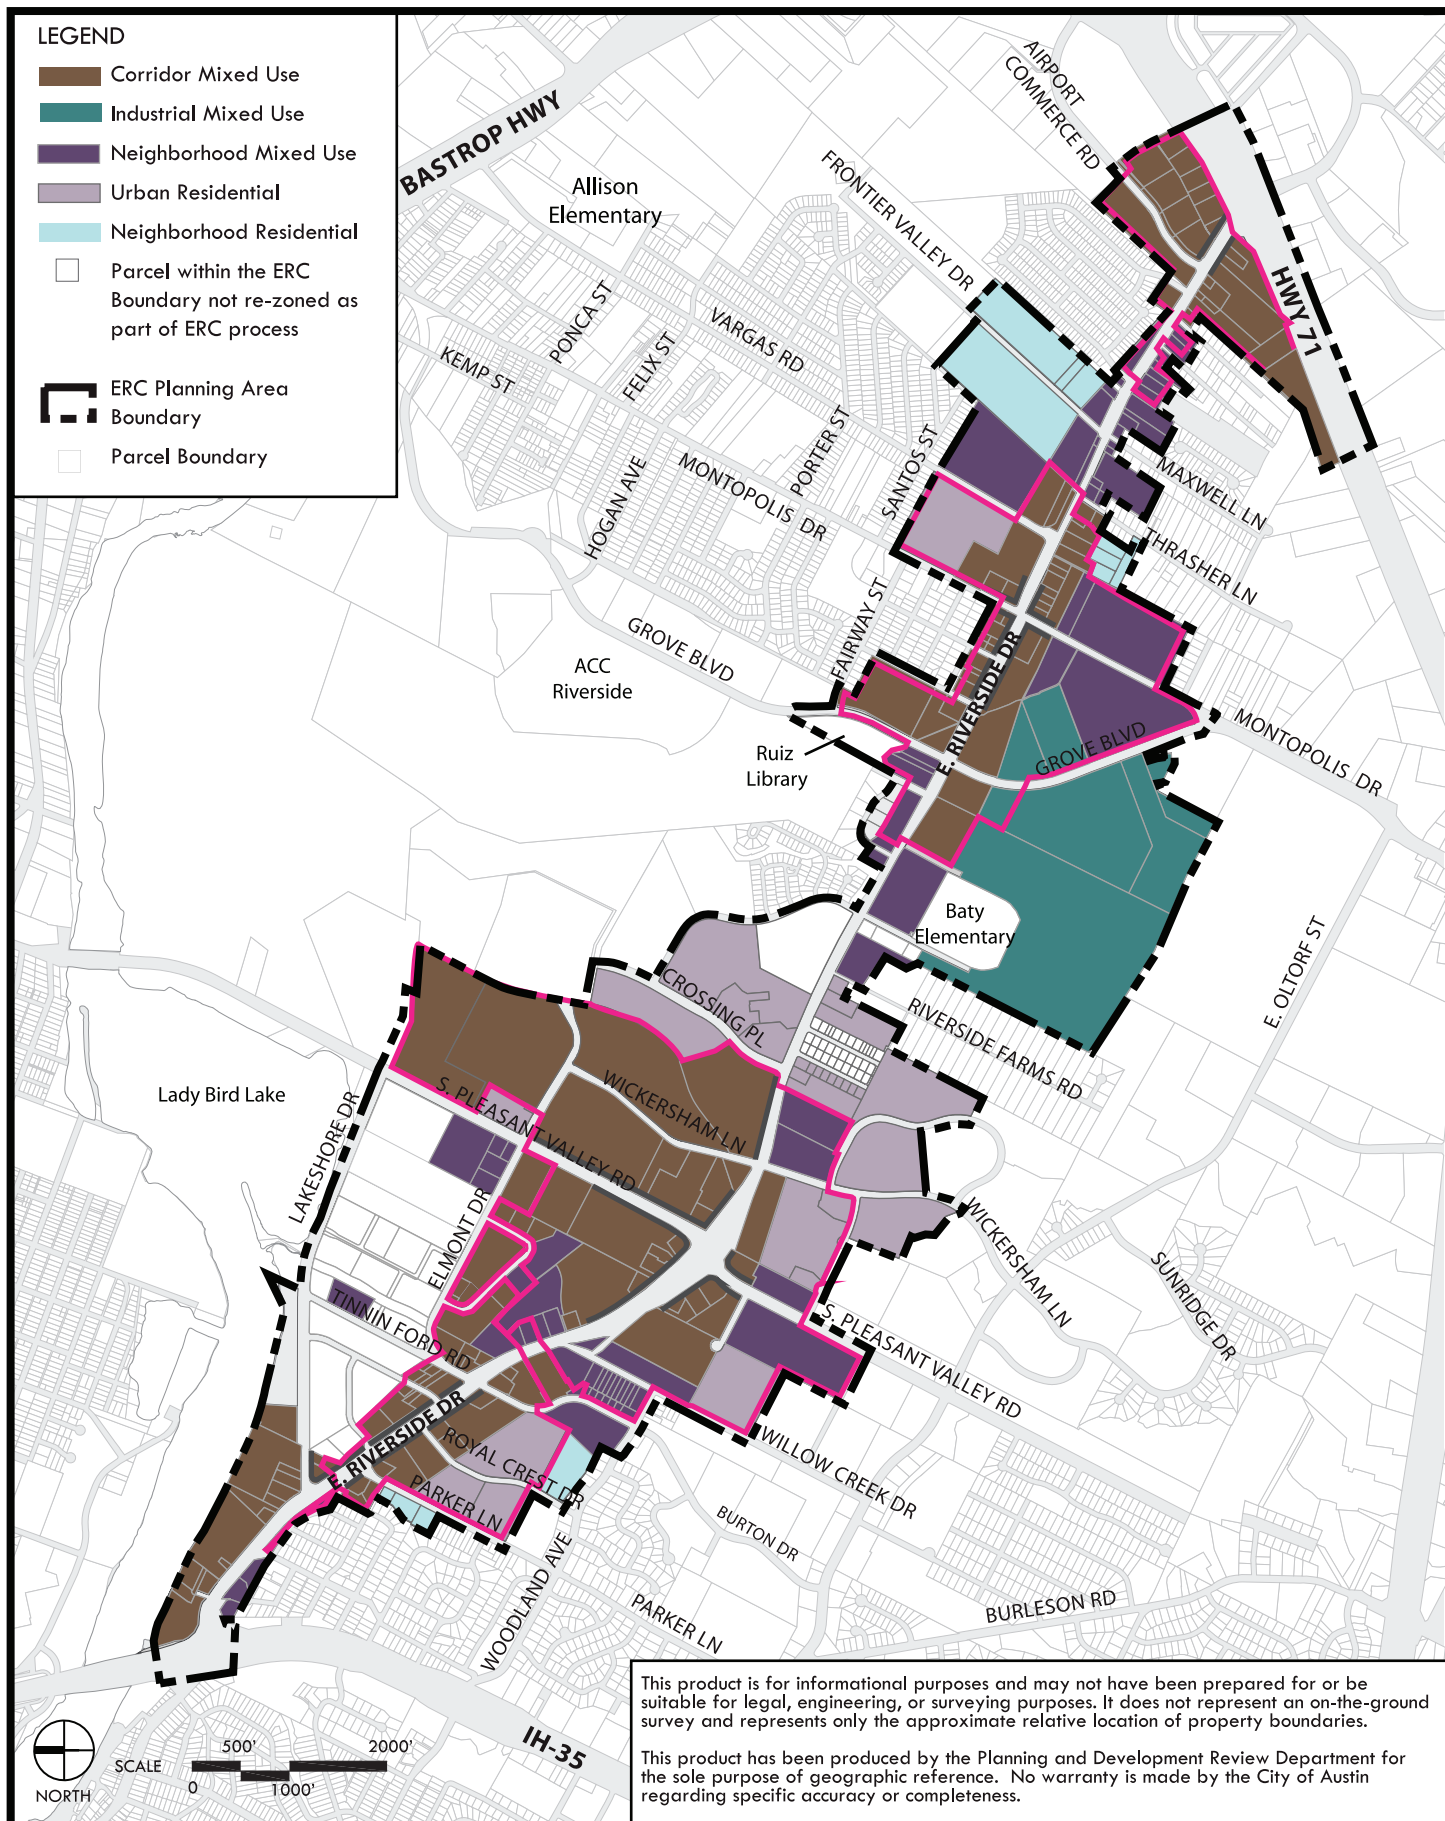 LEGEND
Corridor Mixed Use
Industrial Mixed Use
Neighborhood Mixed Use
Urban Residential
Neighborhood Residential
Parcel within the ERC
Boundary not re-zoned as
part of ERC process
ERC Planning Area
Boundary
Parcel Boundary
BASTROP HWY
AIRPORT
COMMERCE RD
Allison
Elementary
FRONTIER VALLEY DR
HWY 71
PONCA ST
VARGAS RD
FELIX ST
KEMP ST
PORTER ST
SANTOS ST
MONTOPOLIS DR
HOGAN AVE
MAXWELL LN
THRASHER LN
FAIRWAY ST
GROVE BLVD
ACC
Riverside
E. RIVERSIDE DR
Ruiz
Library
GROVE BLVD
MONTOPOLIS DR
Baty
Elementary
E. OLTORF ST
CROSSING PL
RIVERSIDE FARMS RD
Lady Bird Lake
LAKESHORE DR
S. PLEASANT VALLEY RD
WICKERSHAM LN
ELMONT DR
WICKERSHAM LN
SUNRIDGE DR
TINNIN FORD RD
S. PLEASANT VALLEY RD
E. RIVERSIDE DR
ROYAL CREST DR
PARKER LN
WILLOW CREEK DR
BURTON DR
WOODLAND AVE
PARKER LN
BURLESON RD
IH-35
NORTH
SCALE
500'
2000'
0
1000'
This product is for informational purposes and may not have been prepared for or be
suitable for legal, engineering, or surveying purposes. It does not represent an on-the-ground
survey and represents only the approximate relative location of property boundaries.
This product has been produced by the Planning and Development Review Department for
the sole purpose of geographic reference. No warranty is made by the City of Austin
regarding specific accuracy or completeness.